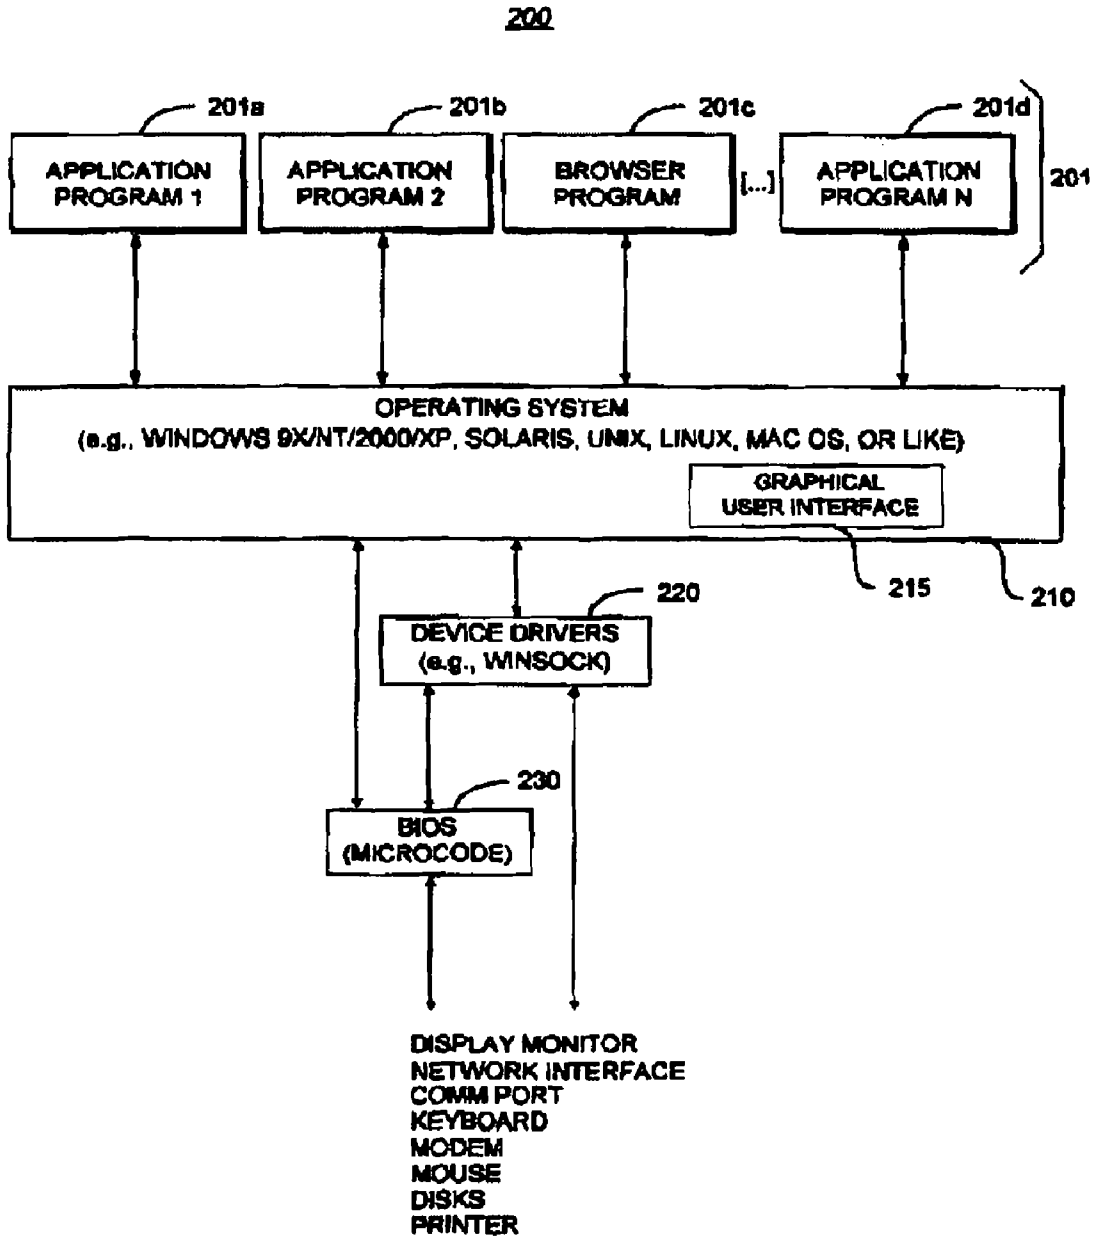 200
201a
201b
201c
201d
APPLICATION
PROGRAM 1
APPLICATION
PROGRAM 2
BROWSER
PROGRAM
[...]
APPLICATION
PROGRAM N
201
OPERATING SYSTEM
(e.g., WINDOWS 9X/NT/2000/XP, SOLARIS, UNIX, LINUX, MAC OS, OR LIKE)
GRAPHICAL
USER INTERFACE
215
210
220
DEVICE DRIVERS
(e.g., WINSOCK)
230
BIOS
(MICROCODE)
DISPLAY MONITOR
NETWORK INTERFACE
COMM PORT
KEYBOARD
MODEM
MOUSE
DISKS
PRINTER